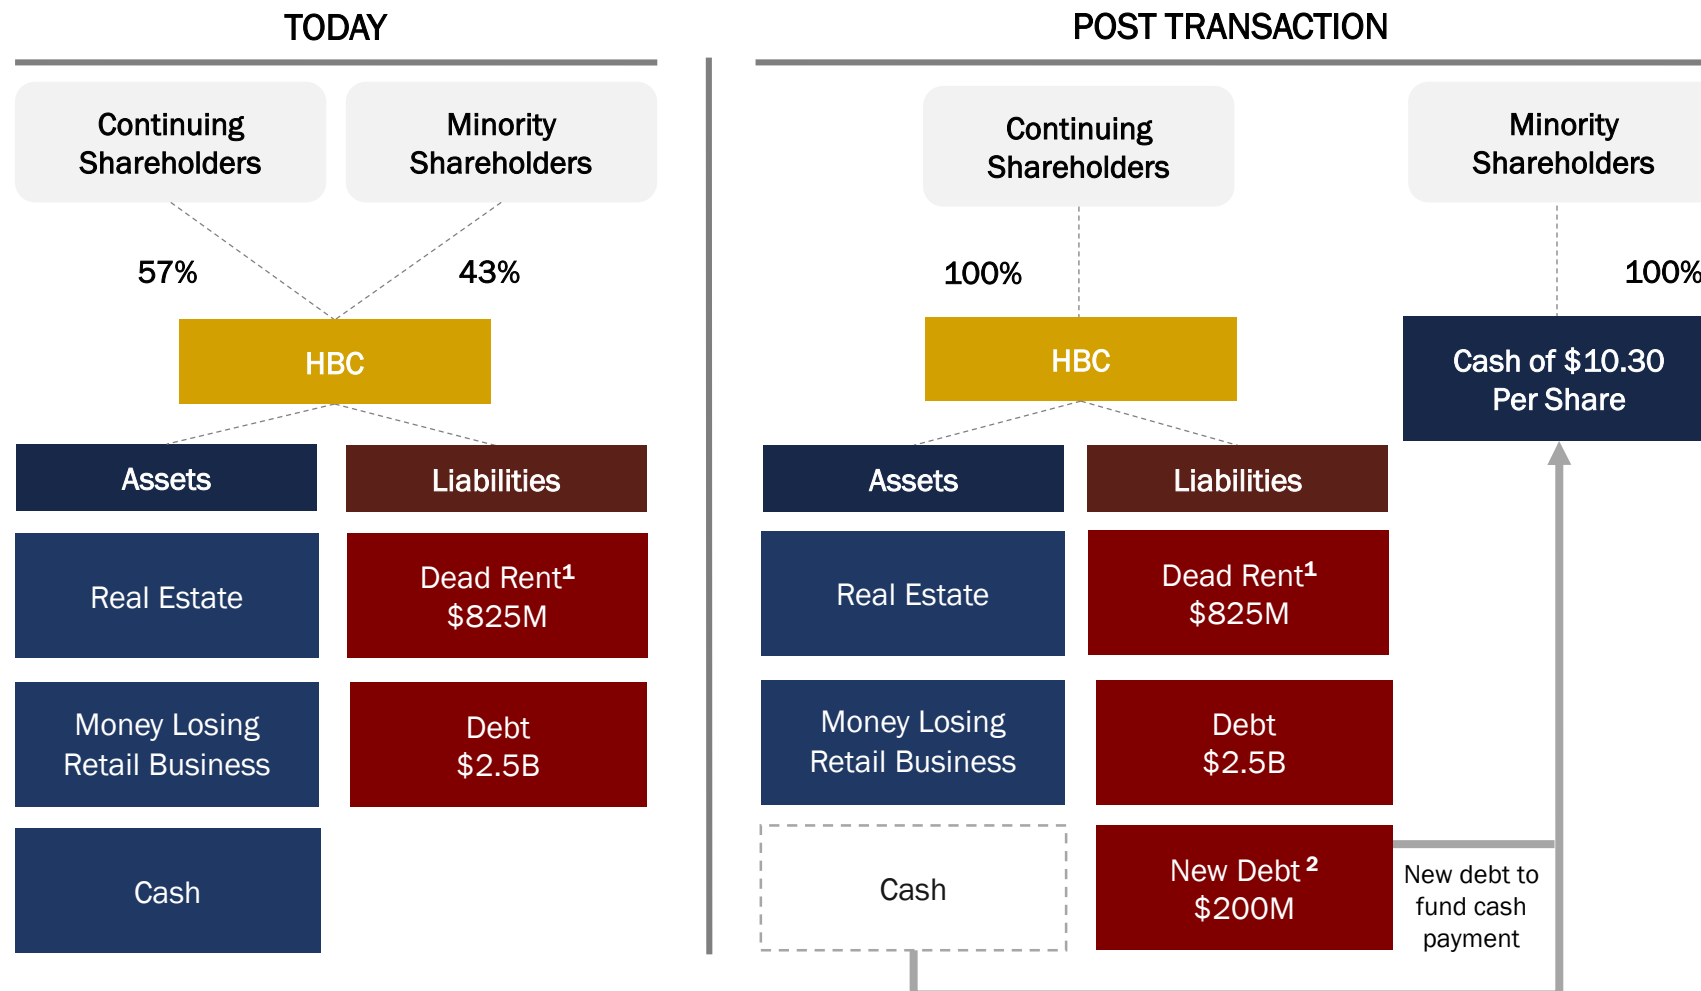 TODAY
Continuing
Shareholders
Minority
Shareholders
57%
43%
HBC
Assets
Liabilities
Real Estate
Dead Rent¹
$825M
Money Losing
Retail Business
Debt
$2.5B
Cash
POST TRANSACTION
Continuing
Shareholders
Minority
Shareholders
100%
100%
HBC
Cash of $10.30
Per Share
Assets
Liabilities
Real Estate
Dead Rent¹
$825M
Money Losing
Retail Business
Debt
$2.5B
Cash
New Debt ²
$200M
New debt to
fund cash
payment